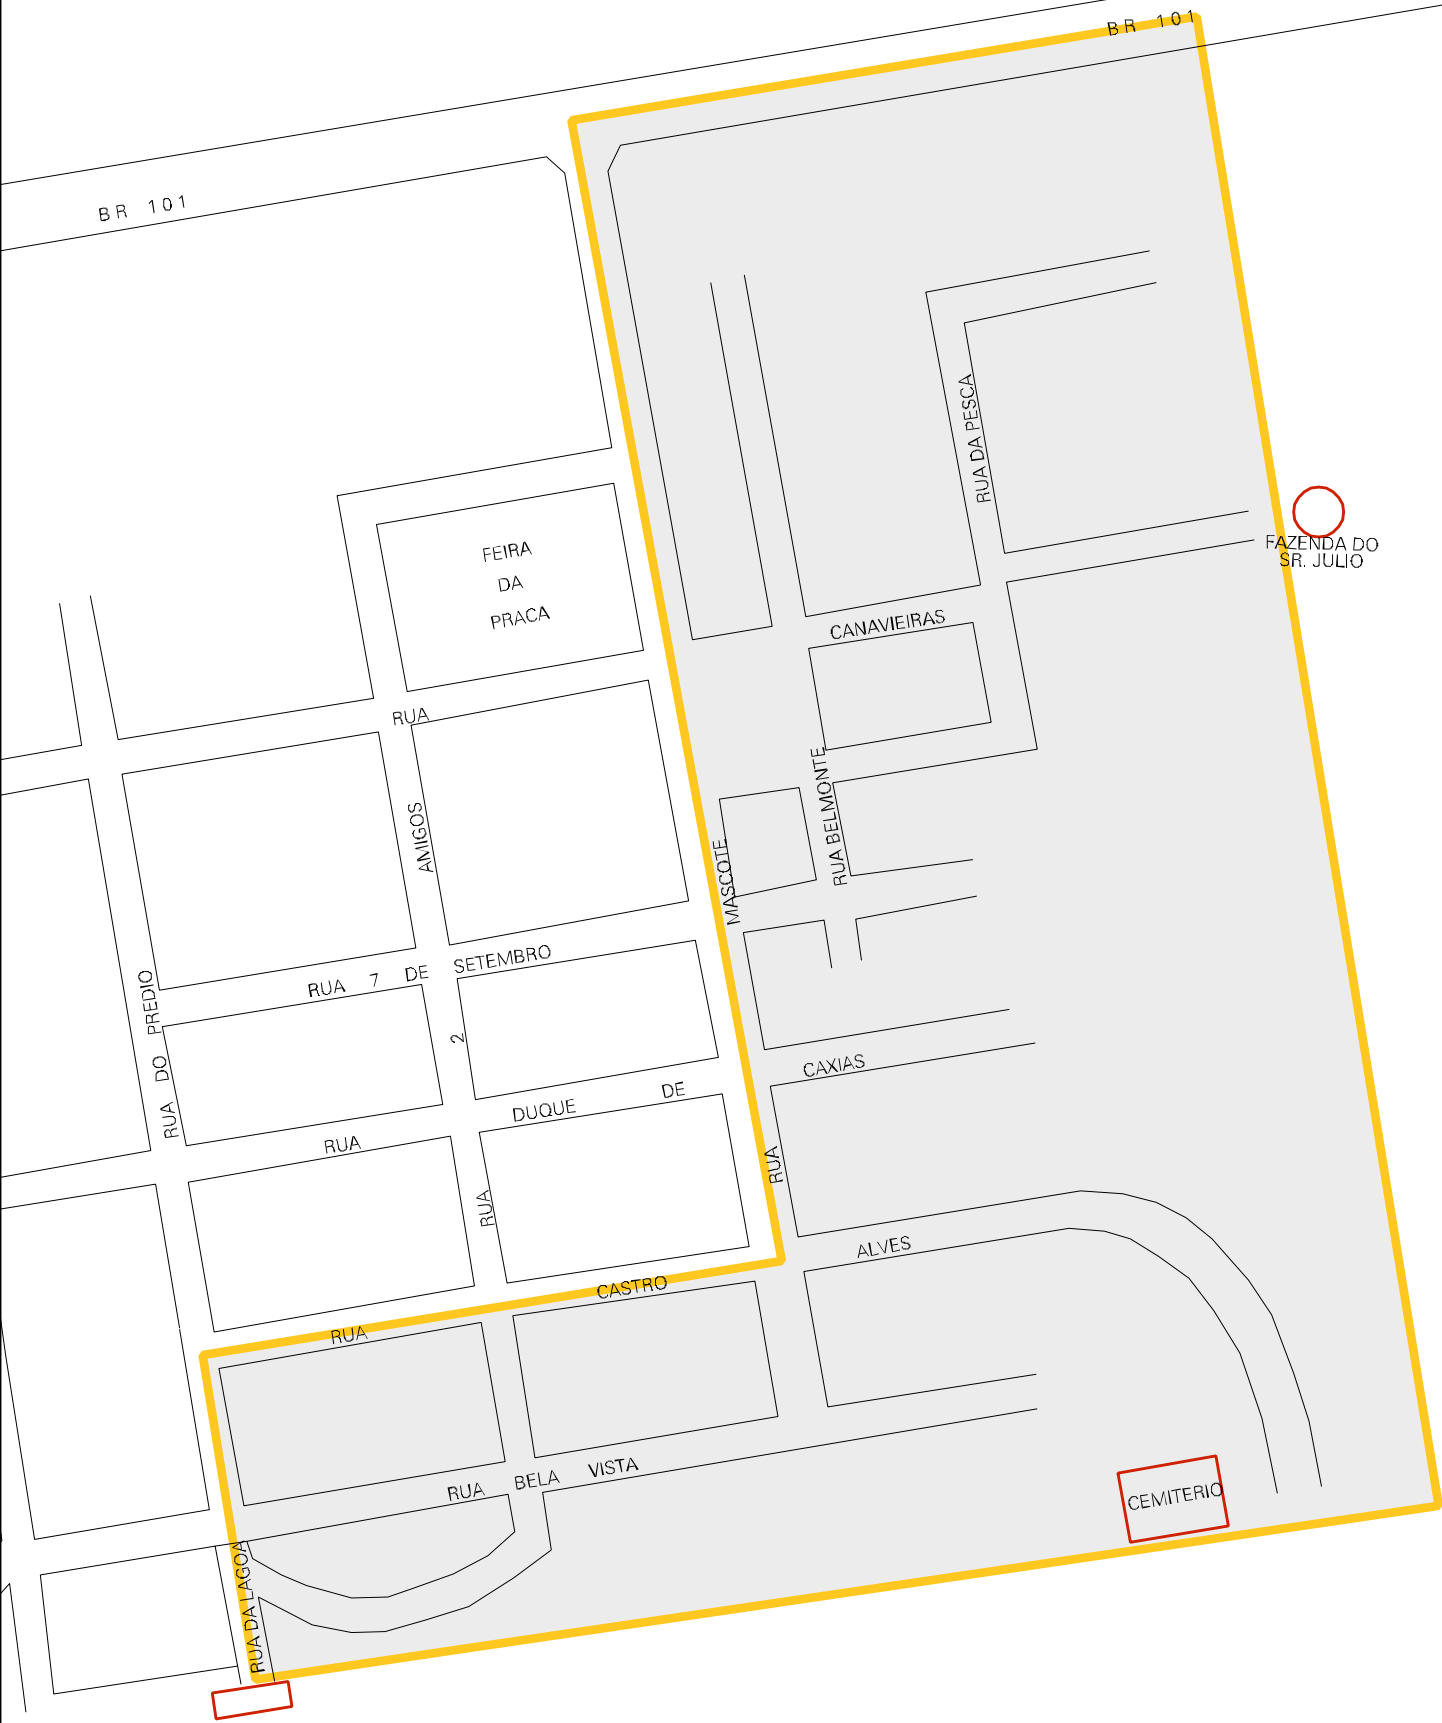 BR 101
BR 101
RUA DA PESCA
FAZENDA DO
SR. JULIO
FEIRA
DA
PRACA
CANAVIEIRAS
RUA
RUA BELMONTE
AMIGOS
MASCOTE
RUA 7 DE SETEMBRO
RUA DO PREDIO
2
CAXIAS
RUA DUQUE DE
RUA
RUA
ALVES
RUA CASTRO
RUA BELA VISTA
CEMITERIO
RUA DA LAGOA